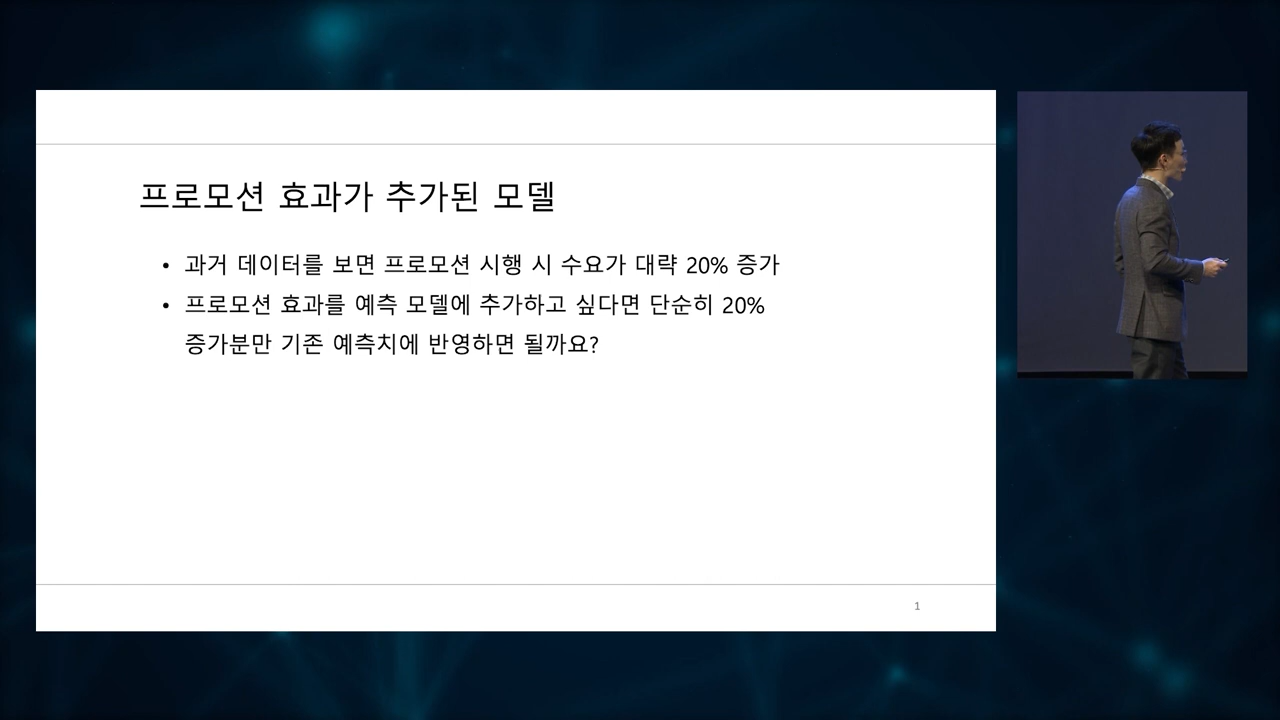 프로모션 효과가 추가된 모델
• 과거 데이터를 보면 프로모션 시행 시 수요가 대략 20% 증가
• 프로모션 효과를 예측 모델에 추가하고 싶다면 단순히 20%
증가분만 기존 예측치에 반영하면 될까요?
1